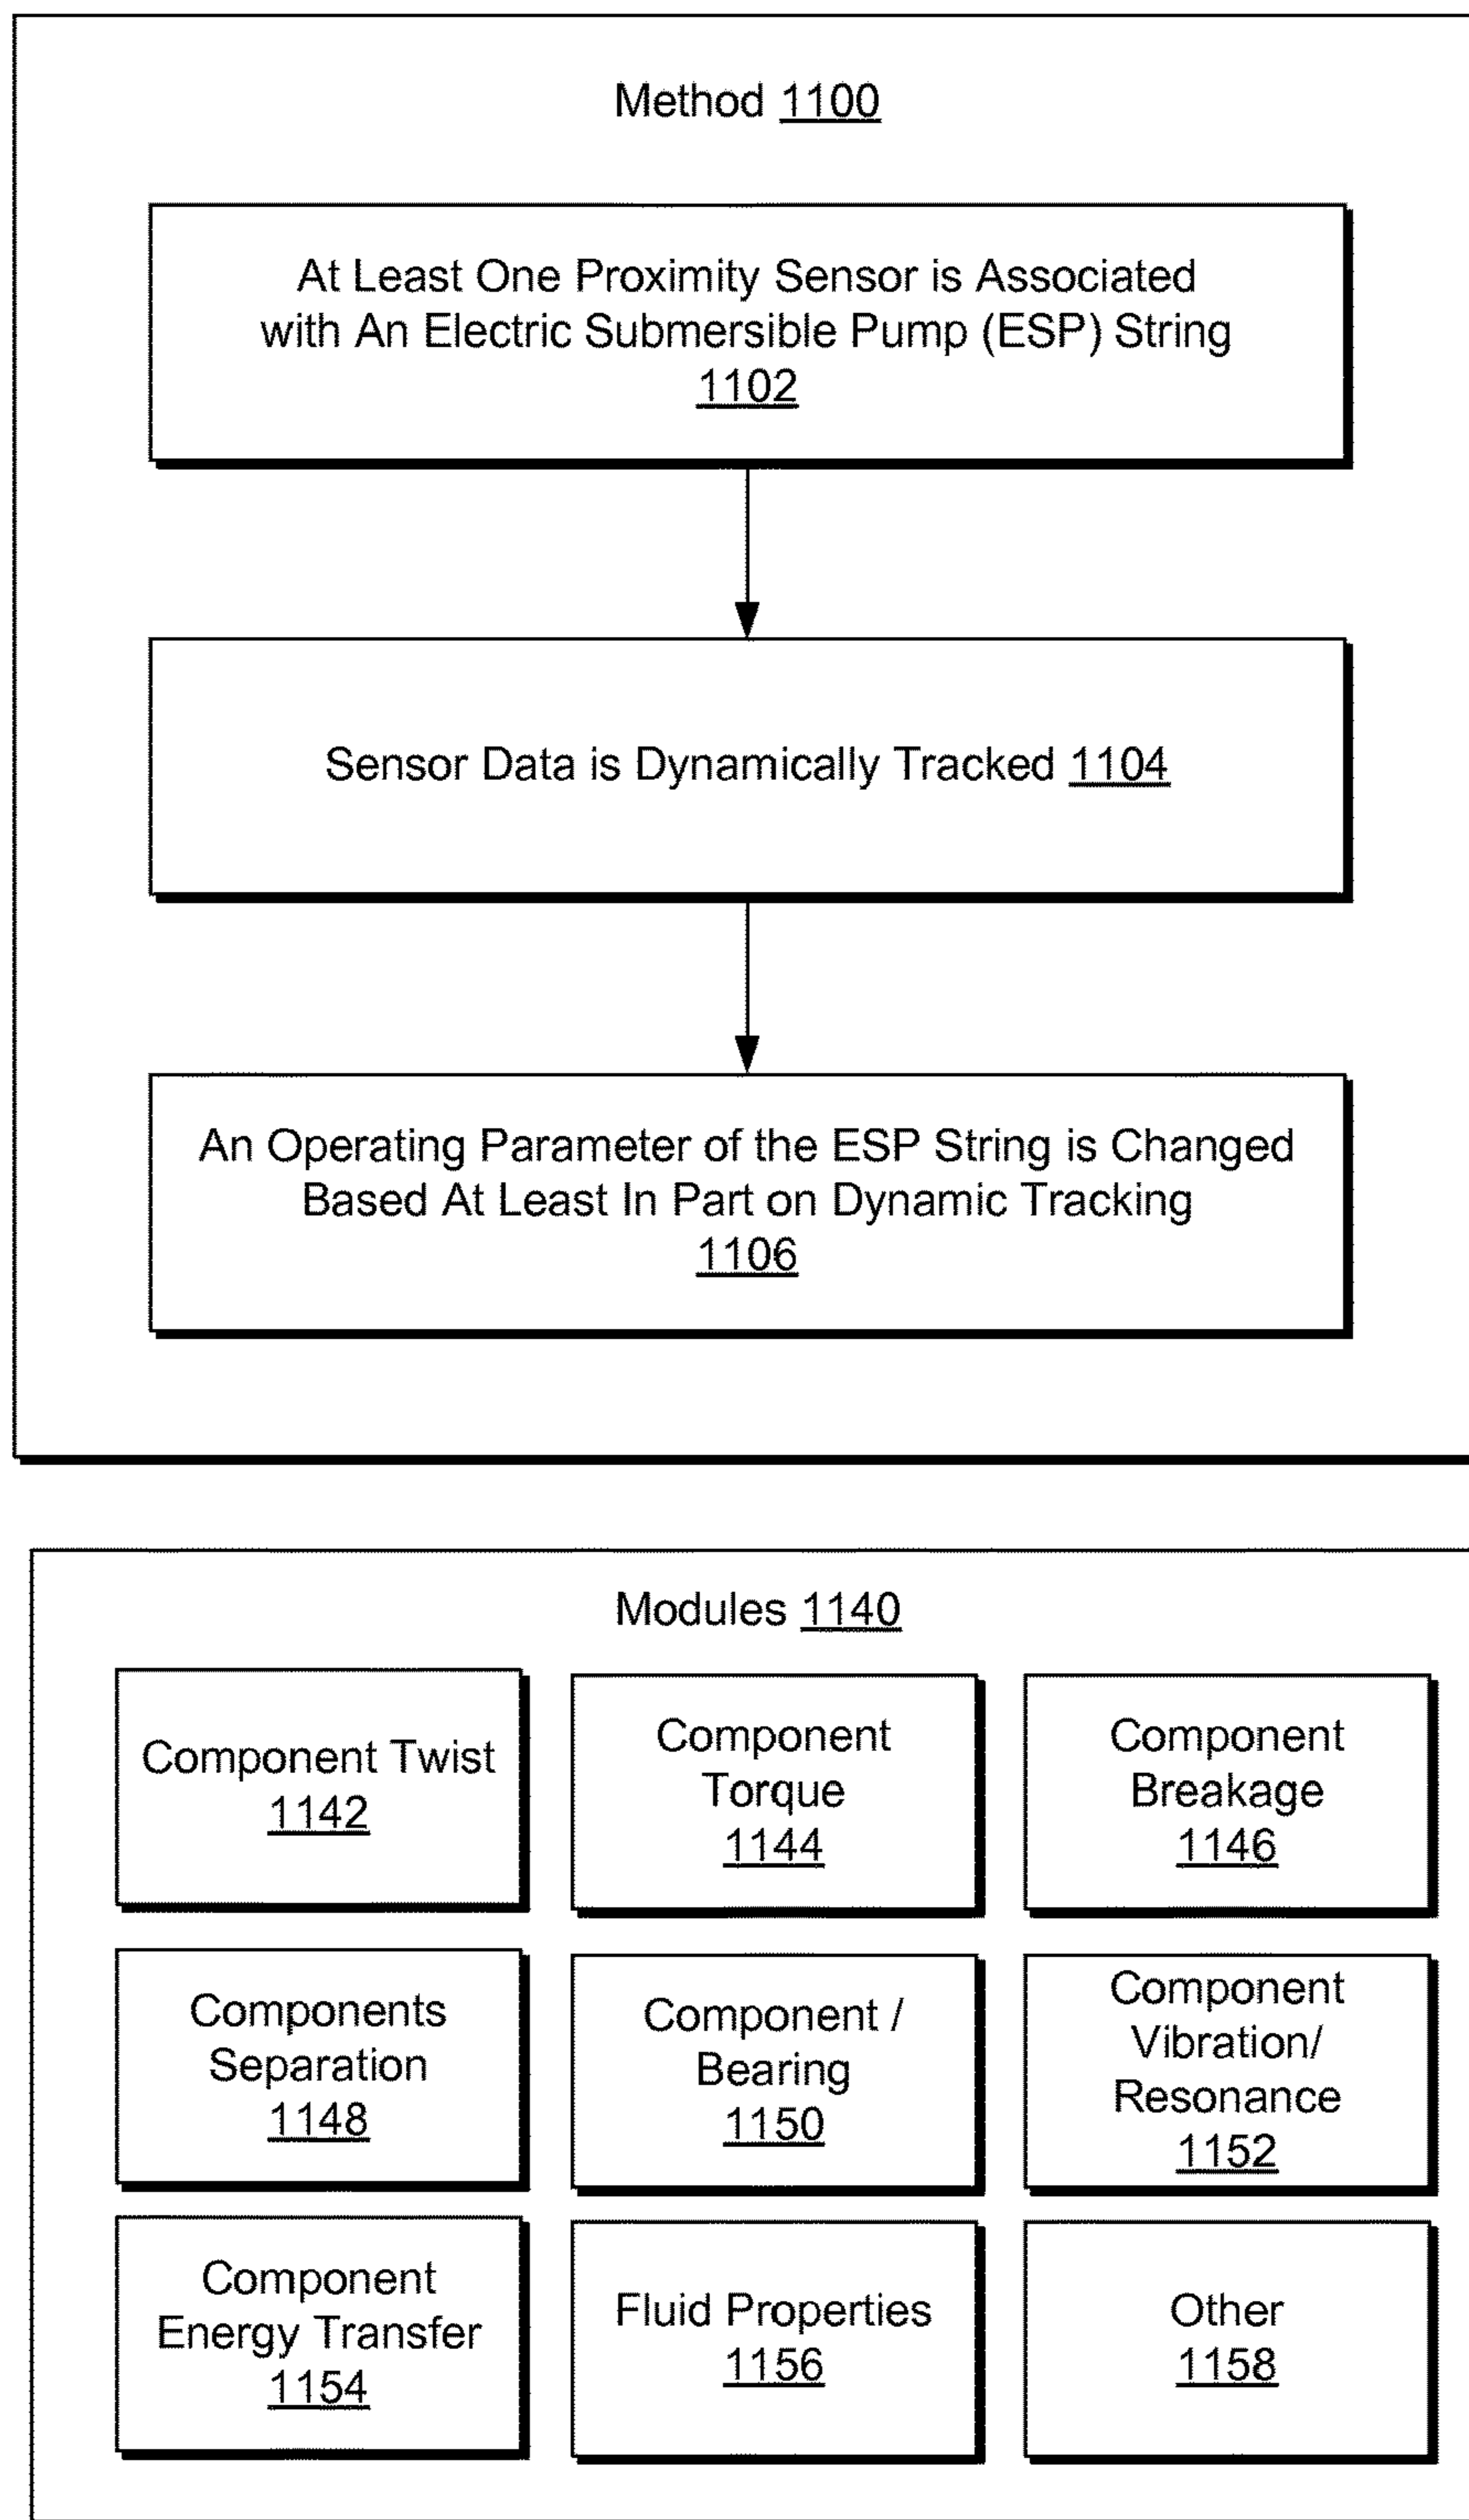 Method 1100
At Least One Proximity Sensor is Associated
with An Electric Submersible Pump (ESP) String
1102
Sensor Data is Dynamically Tracked 1104
An Operating Parameter of the ESP String is Changed
Based At Least In Part on Dynamic Tracking
1106
Modules 1140
Component Twist
1142
Component
Torque
1144
Component
Breakage
1146
Components
Separation
1148
Component /
Bearing
1150
Component
Vibration/
Resonance
1152
Component
Energy Transfer
1154
Fluid Properties
1156
Other
1158